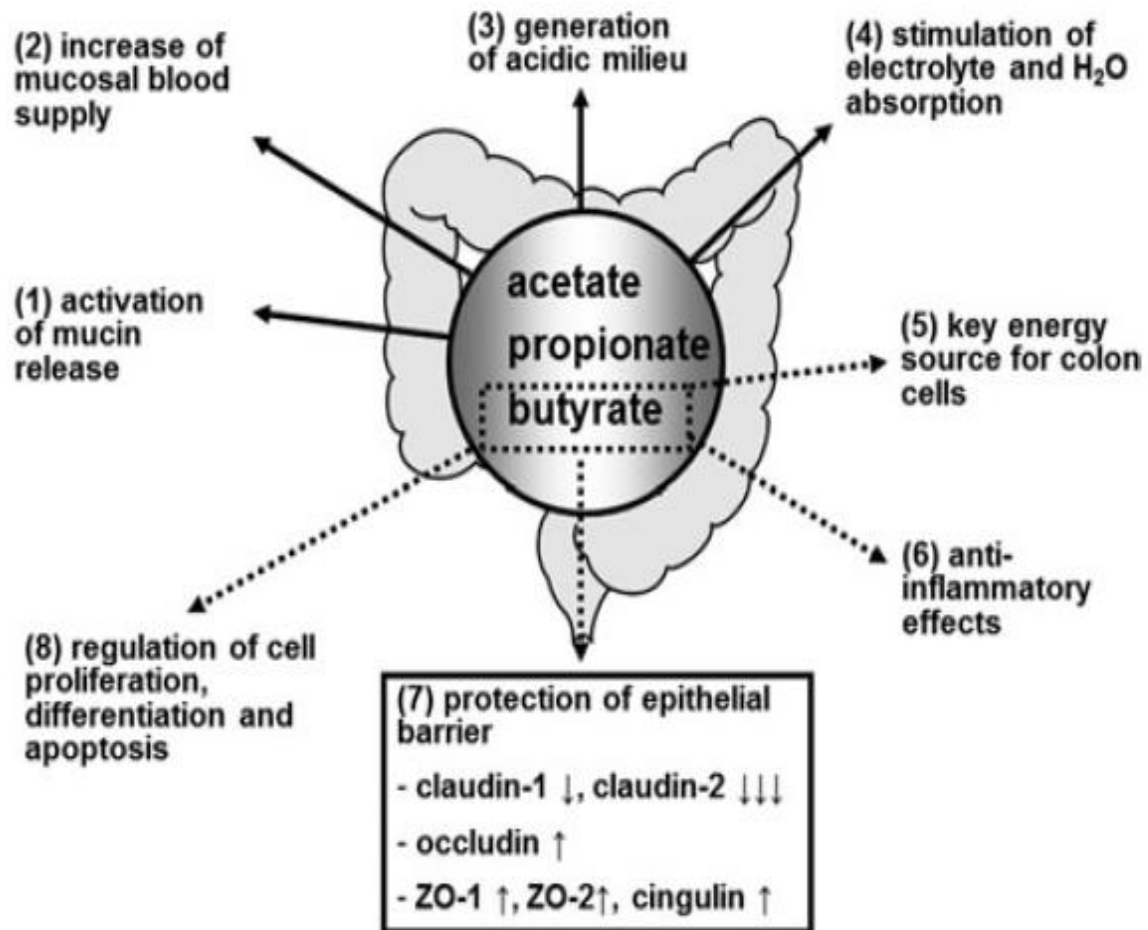 (3) generation
of acidic milieu
(2) increase of
mucosal blood
supply
(4) stimulation of
electrolyte and H₂O
absorption
acetate
propionate
butyrate
(1) activation
of mucin
release
(5) key energy
source for colon
cells
(6) anti-
inflammatory
effects
(8) regulation of cell
proliferation,
differentiation and
apoptosis
(7) protection of epithelial
barrier
- claudin-1 ↓, claudin-2 ↓↓↓
- occludin ↑
- ZO-1 ↑, ZO-2↑, cingulin ↑